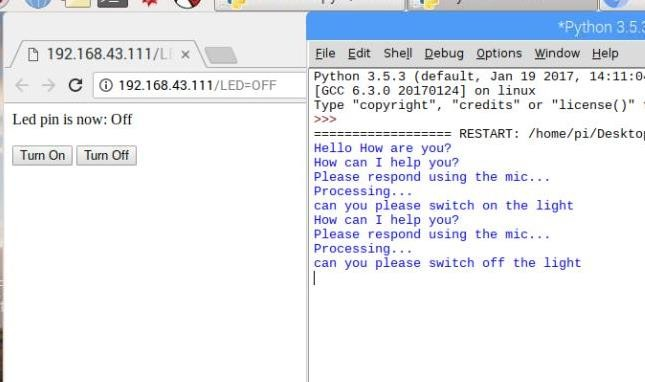 192.168.43.111/L
192.168.43.111/LED=OFF
Led pin is now: Off
Turn On Turn Off
*Python 3.5.3
File Edit Shell Debug Options Window Help
Python 3.5.3 (default, Jan 19 2017, 14:11:0
[GCC 6.3.0 20170124] on linux
Type "copyright", "credits" or "license()"
>>>
================== RESTART: /home/pi/Deskto
Hello How are you?
How can I help you?
Please respond using the mic...
Processing...
can you please switch on the light
How can I help you?
Please respond using the mic...
Processing...
can you please switch off the light